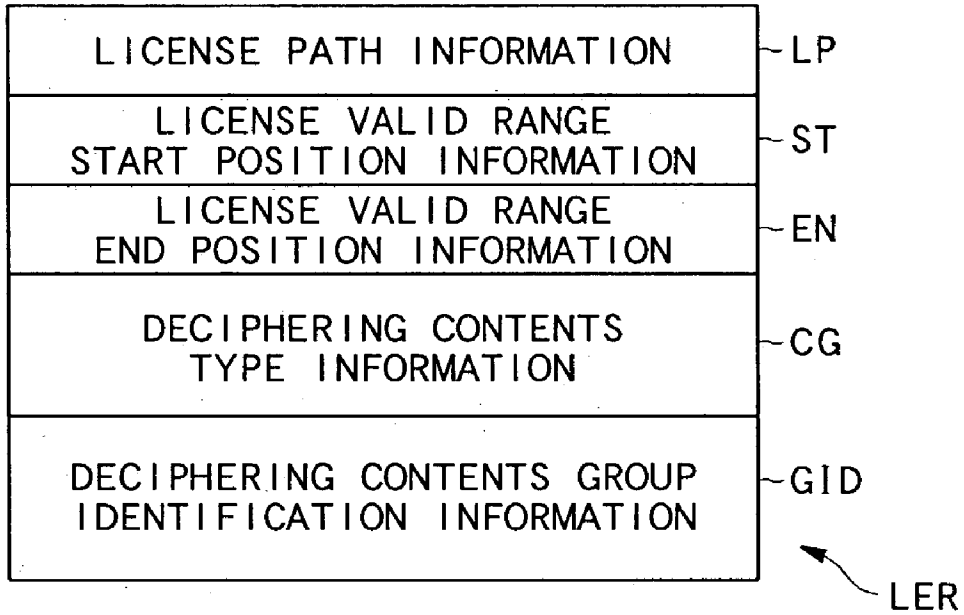 LICENSE PATH INFORMATION
LP
LICENSE VALID RANGE
START POSITION INFORMATION
ST
LICENSE VALID RANGE
END POSITION INFORMATION
EN
DECIPHERING CONTENTS
TYPE INFORMATION
CG
DECIPHERING CONTENTS GROUP
IDENTIFICATION INFORMATION
GID
LER